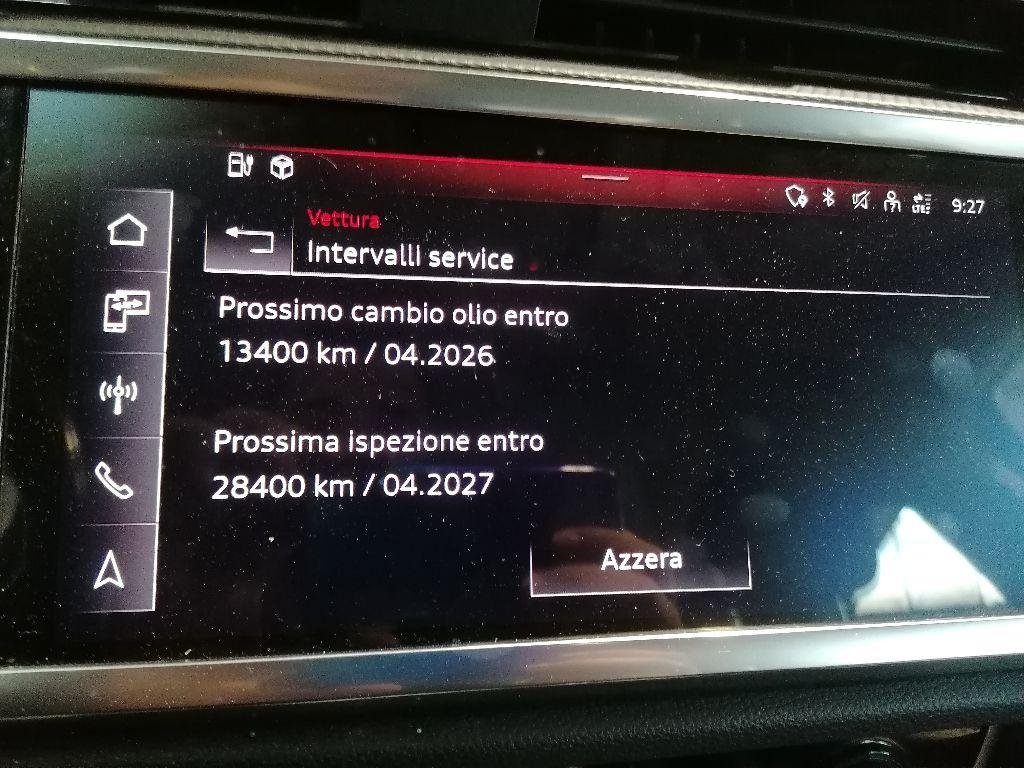 9:27
Vettura
Intervalli service
Prossimo cambio olio entro
13400 km / 04.2026
Prossima ispezione entro
28400 km / 04.2027
Azzera